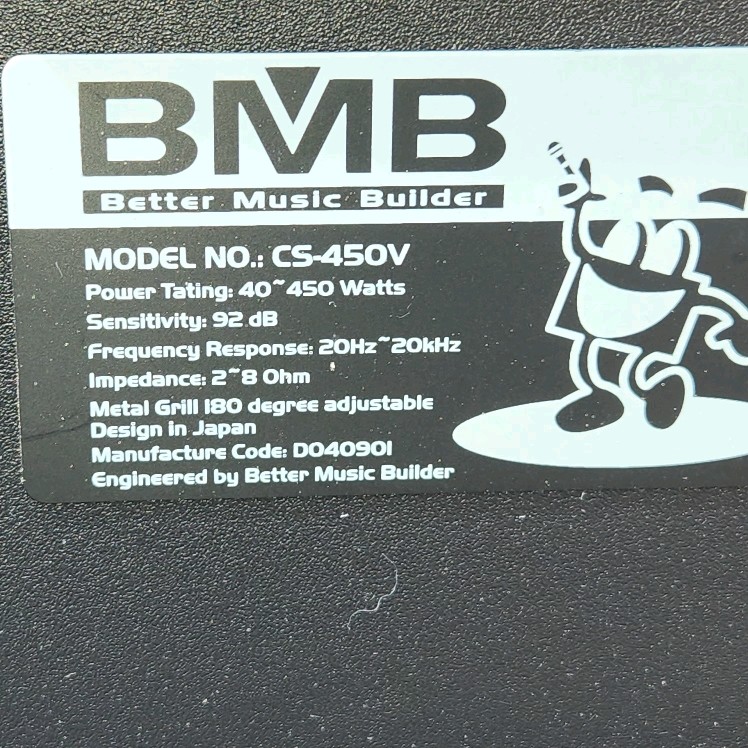 BMB
Better Music Builder
MODEL NO.: CS-450V
Power Tating: 40~450 Watts
Sensitivity: 92 dB
Frequency Response: 20Hz~20kHz
Impedance: 2~8 Ohm
Metal Grill 180 degree adjustable
Design in Japan
Manufacture Code: D040901
Engineered by Better Music Builder